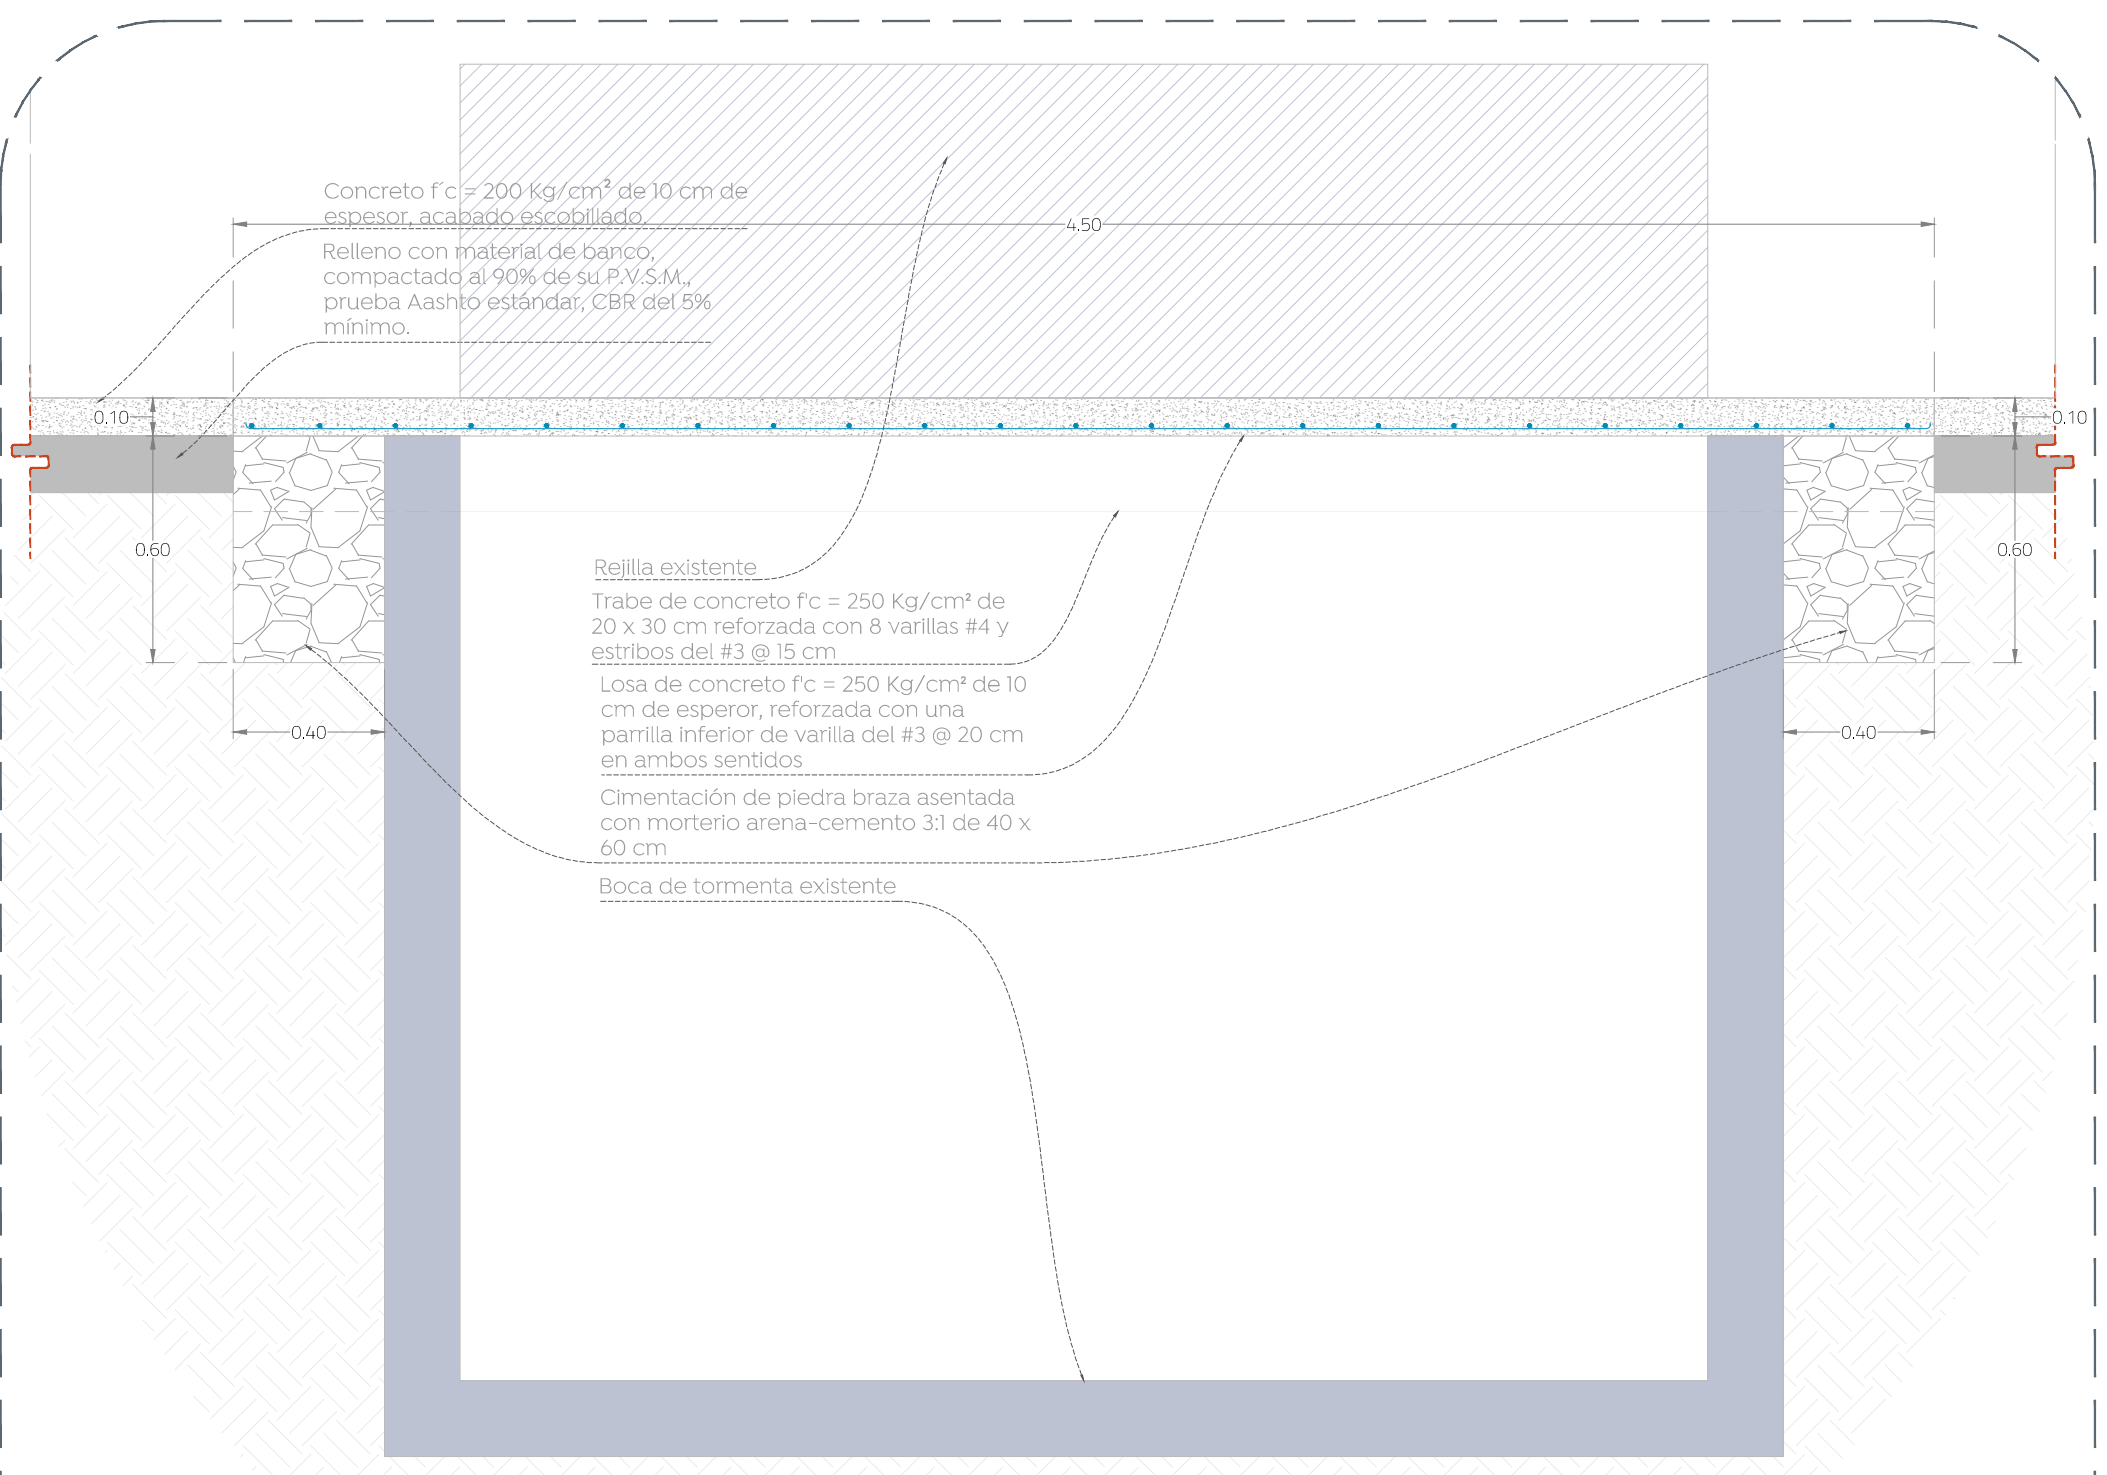 Concreto f´c = 200 Kg/cm² de 10 cm de
espesor, acabado escobillado.
4.50
Relleno con material de banco,
compactado al 90% de su P.V.S.M.,
prueba Aashto estándar, CBR del 5%
mínimo.
0.10
0.10
0.60
0.60
Rejilla existente
Trabe de concreto f'c = 250 Kg/cm² de
20 x 30 cm reforzada con 8 varillas #4 y
estribos del #3 @ 15 cm
Losa de concreto f'c = 250 Kg/cm² de 10
cm de esperor, reforzada con una
parrilla inferior de varilla del #3 @ 20 cm
en ambos sentidos
0.40
0.40
Cimentación de piedra braza asentada
con morterio arena-cemento 3:1 de 40 x
60 cm
Boca de tormenta existente